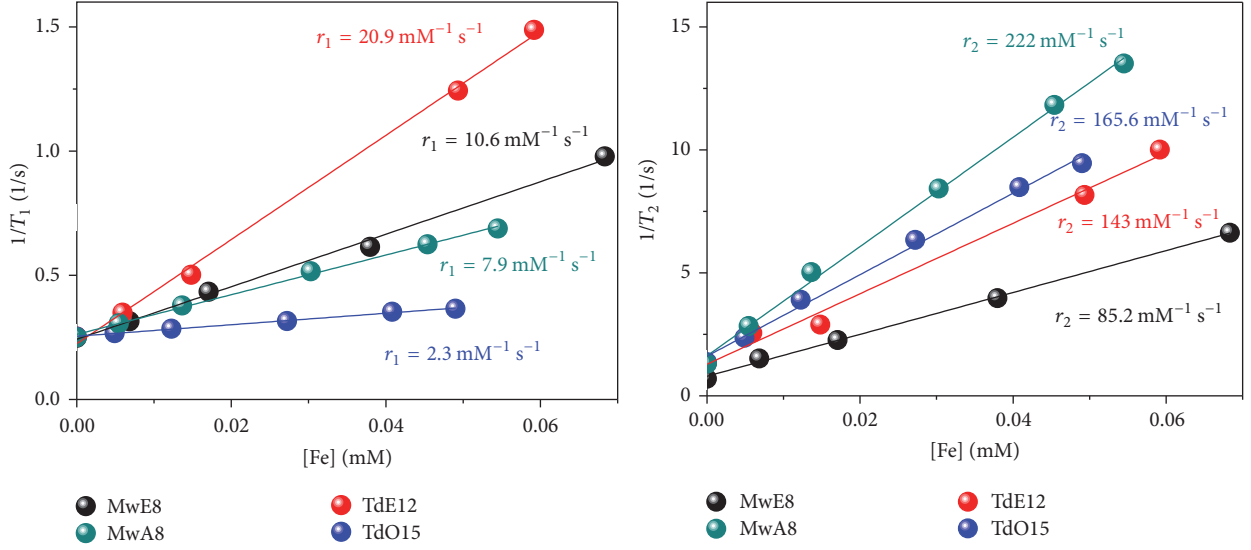 1.5
1.0
0.5
0.0
1/T₁ (1/s)
r₁ = 20.9 mM⁻¹ s⁻¹
r₁ = 10.6 mM⁻¹ s⁻¹
r₁ = 7.9 mM⁻¹ s⁻¹
r₁ = 2.3 mM⁻¹ s⁻¹
0.00 0.02 0.04 0.06
[Fe] (mM)
MwE8 TdE12
MwA8 TdO15
15
10
5
0
1/T₂ (1/s)
r₂ = 222 mM⁻¹ s⁻¹
r₂ = 165.6 mM⁻¹ s⁻¹
r₂ = 143 mM⁻¹ s⁻¹
r₂ = 85.2 mM⁻¹ s⁻¹
0.00 0.02 0.04 0.06
[Fe] (mM)
MwE8 TdE12
MwA8 TdO15